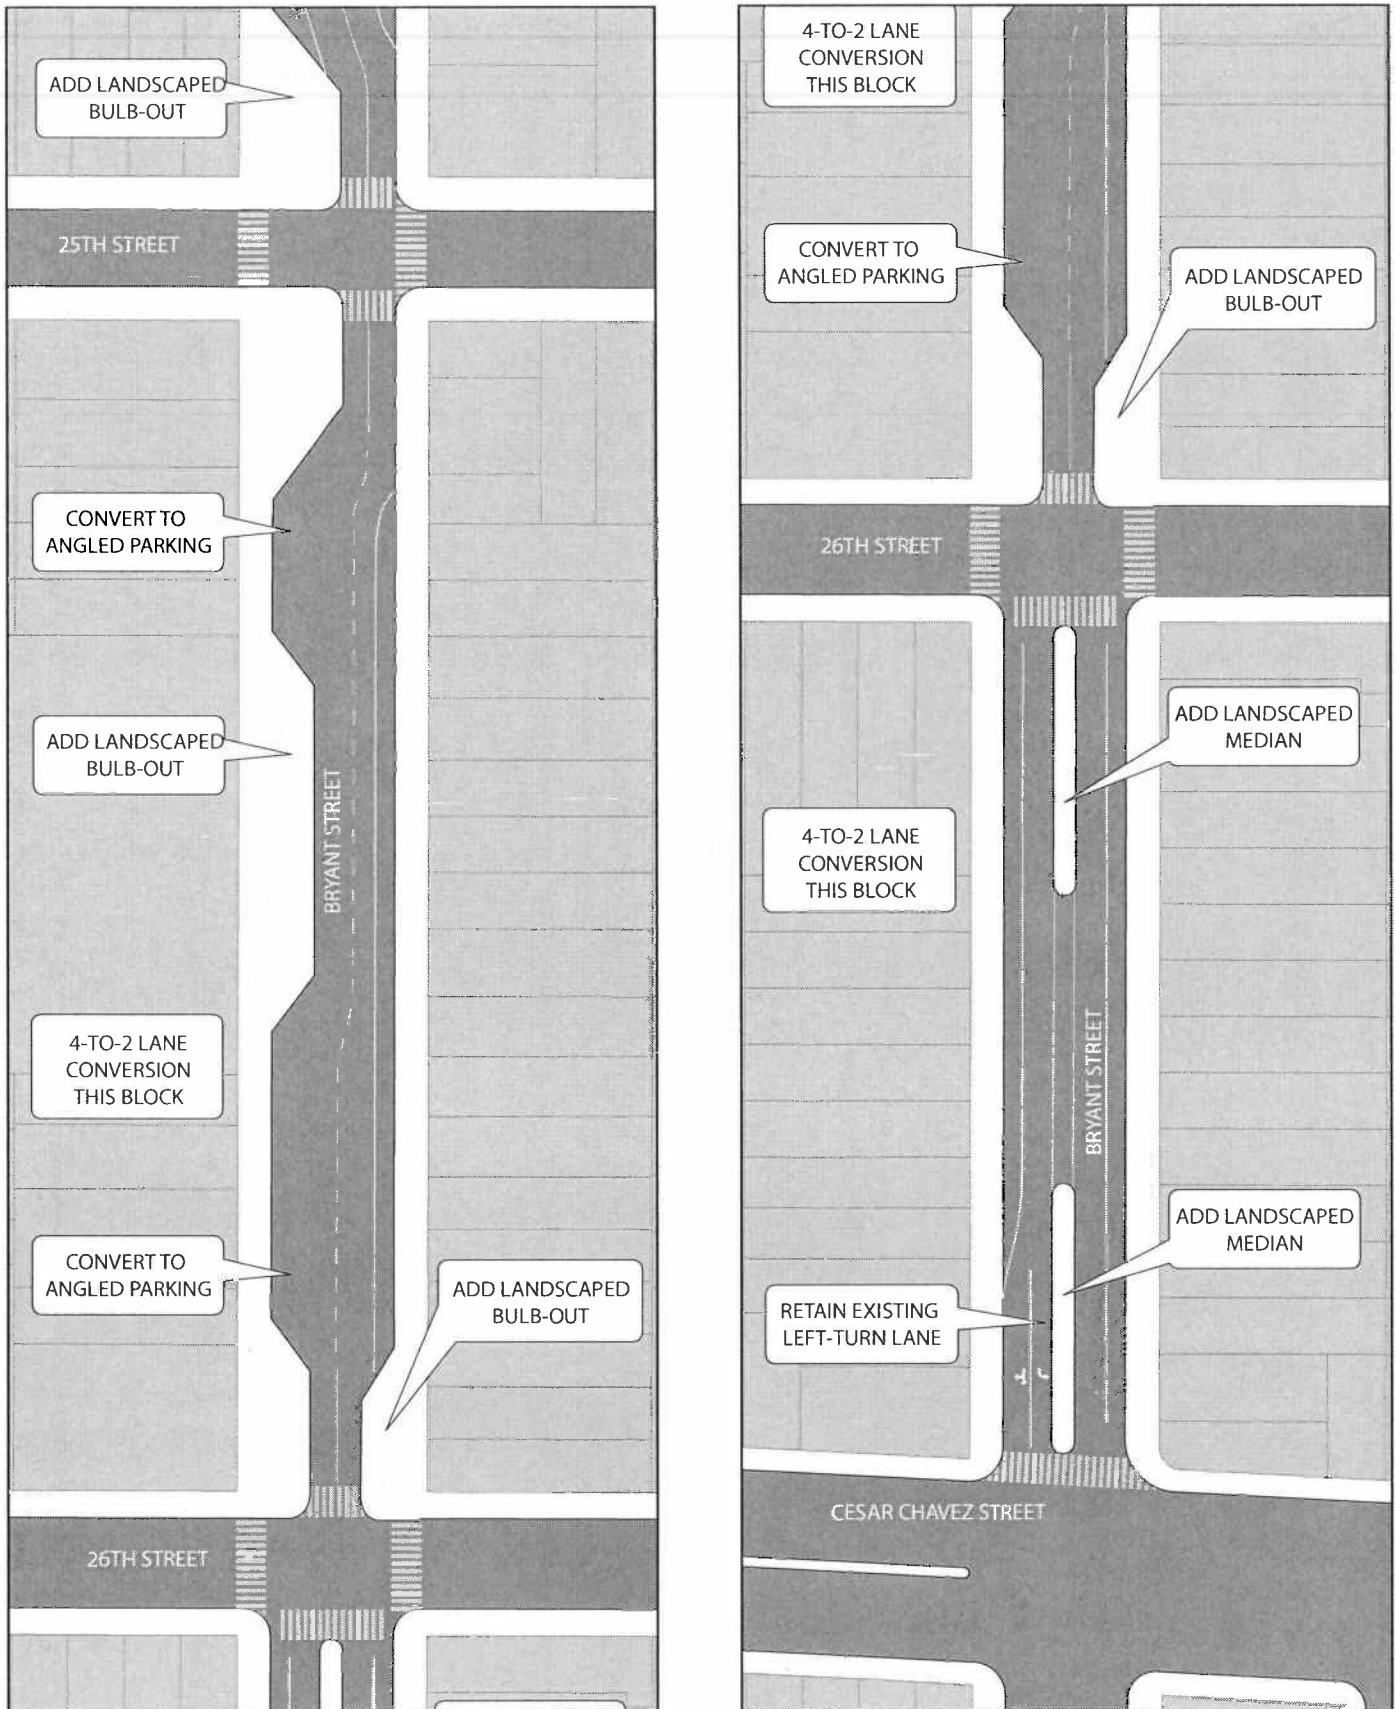 ADD LANDSCAPED
BULB-OUT
25TH STREET
CONVERT TO
ANGLED PARKING
ADD LANDSCAPED
BULB-OUT
BRYANT STREET
4-TO-2 LANE
CONVERSION
THIS BLOCK
CONVERT TO
ANGLED PARKING
ADD LANDSCAPED
BULB-OUT
26TH STREET
4-TO-2 LANE
CONVERSION
THIS BLOCK
CONVERT TO
ANGLED PARKING
ADD LANDSCAPED
BULB-OUT
26TH STREET
ADD LANDSCAPED
MEDIAN
4-TO-2 LANE
CONVERSION
THIS BLOCK
BRYANT STREET
ADD LANDSCAPED
MEDIAN
RETAIN EXISTING
LEFT-TURN LANE
CESAR CHAVEZ STREET